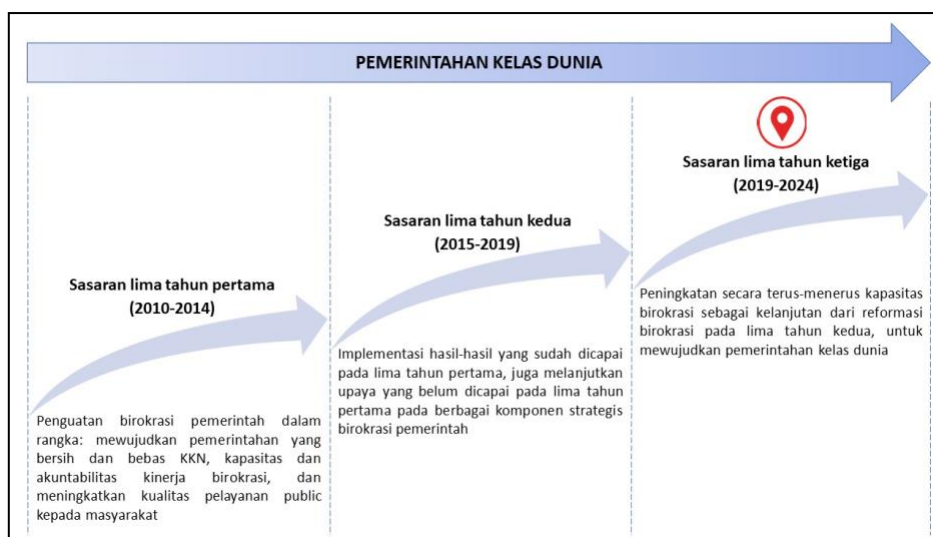 PEMERINTAHAN KELAS DUNIA
Sasaran lima tahun pertama
(2010-2014)
Penguatan birokrasi pemerintah dalam
rangka: mewujudkan pemerintahan yang
bersih dan bebas KKN, kapasitas dan
akuntabilitas kinerja birokrasi, dan
meningkatkan kualitas pelayanan public
kepada masyarakat
Sasaran lima tahun kedua
(2015-2019)
Implementasi hasil-hasil yang sudah dicapai
pada lima tahun pertama, juga melanjutkan
upaya yang belum dicapai pada lima tahun
pertama pada berbagai komponen strategis
birokrasi pemerintah
Sasaran lima tahun ketiga
(2019-2024)
Peningkatan secara terus-menerus kapasitas
birokrasi sebagai kelanjutan dari reformasi
birokrasi pada lima tahun kedua, untuk
mewujudkan pemerintahan kelas dunia